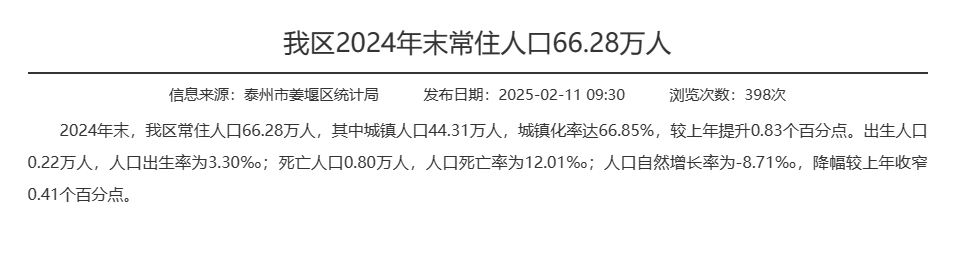 我区2024年末常住人口66.28万人
信息来源：泰州市姜堰区统计局 发布日期：2025-02-11 09:30 浏览次数：398次
2024年末，我区常住人口66.28万人，其中城镇人口44.31万人，城镇化率达66.85%，较上年提升0.83个百分点。出生人口
0.22万人，人口出生率为3.30‰；死亡人口0.80万人，人口死亡率为12.01‰；人口自然增长率为-8.71‰，降幅较上年收窄
0.41个百分点。